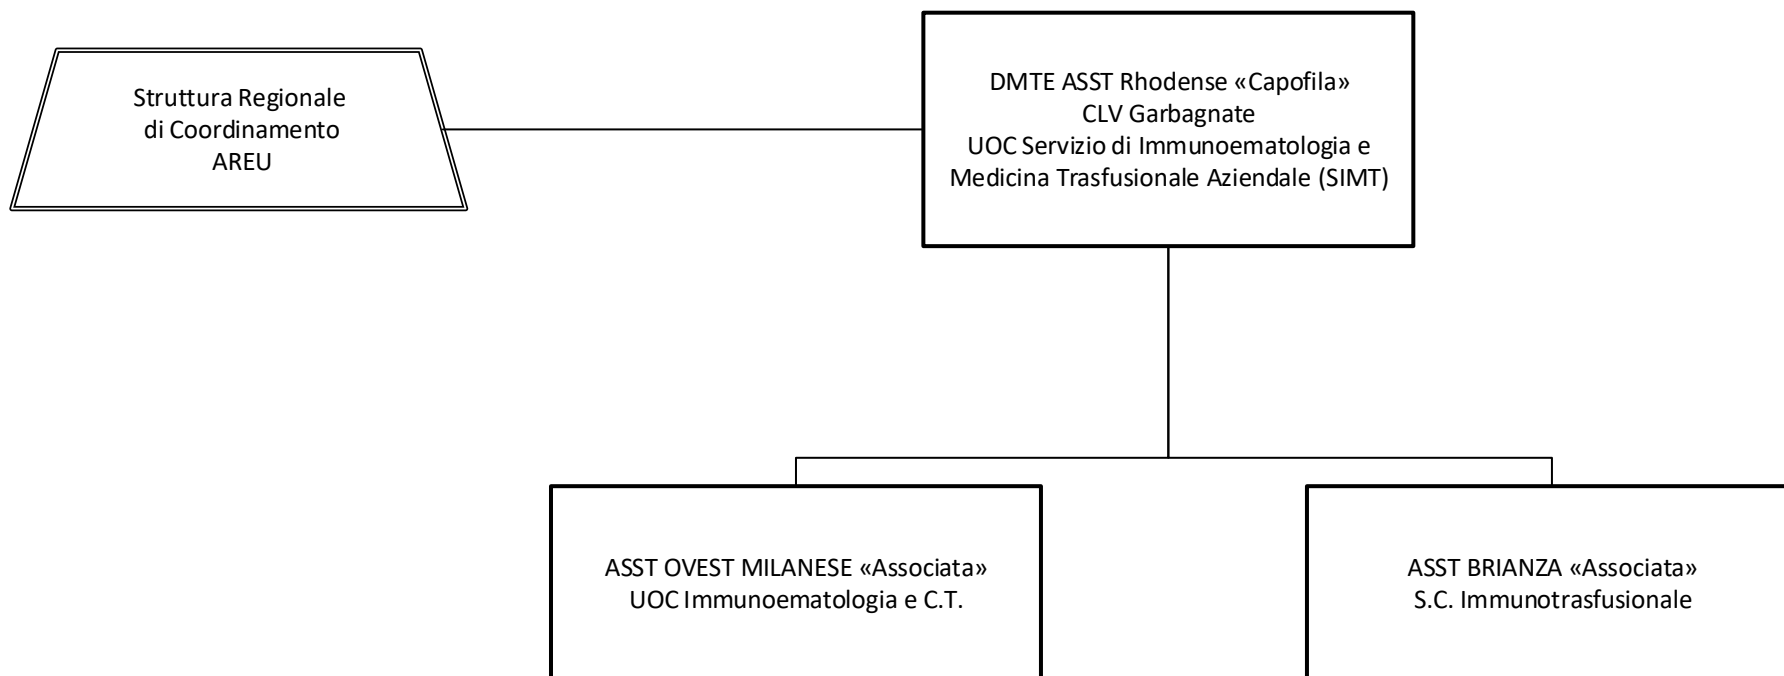 Struttura Regionale
di Coordinamento
AREU
DMTE ASST Rhodense «Capofila»
CLV Garbagnate
UOC Servizio di Immunoematologia e
Medicina Trasfusionale Aziendale (SIMT)
ASST OVEST MILANESE «Associata»
UOC Immunoematologia e C.T.
ASST BRIANZA «Associata»
S.C. Immunotrasfusionale